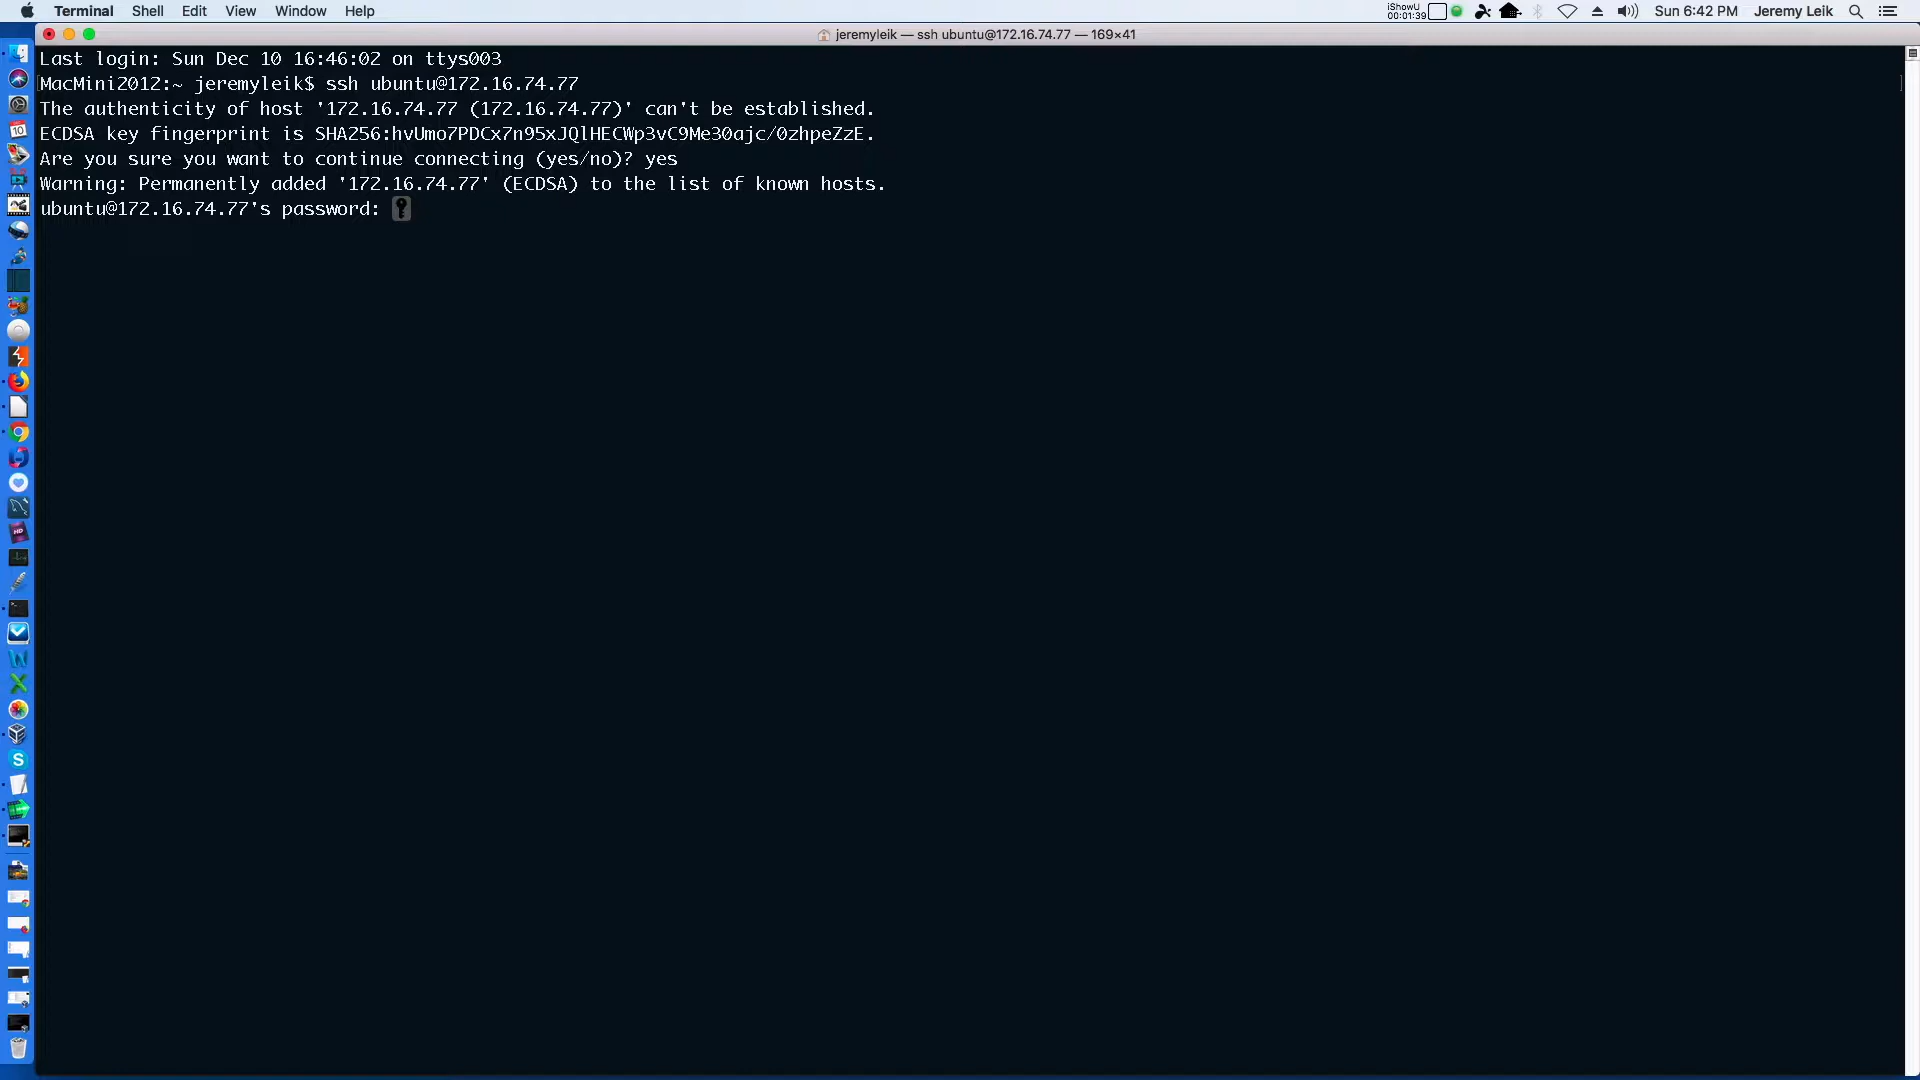 Terminal Shell Edit View Window Help
iShowU
00:01:39
Sun 6:42 PM Jeremy Leik
jeremyleik — ssh ubuntu@172.16.74.77 — 169×41
Last login: Sun Dec 10 16:46:02 on ttys003
[MacMini2012:~ jeremyleik$ ssh ubuntu@172.16.74.77 ]
The authenticity of host '172.16.74.77 (172.16.74.77)' can't be established.
ECDSA key fingerprint is SHA256:hvUmo7PDCx7n95xJQlHECWp3vC9Me30ajc/0zhpeZzE.
Are you sure you want to continue connecting (yes/no)? yes
Warning: Permanently added '172.16.74.77' (ECDSA) to the list of known hosts.
ubuntu@172.16.74.77's password: